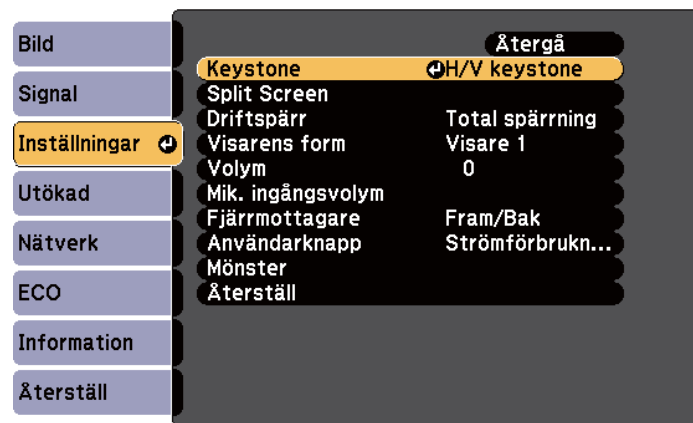 Bild
Signal
Inställningar
Utökad
Nätverk
ECO
Information
Återställ
Återgå
Keystone H/V keystone
Split Screen
Driftspärr Total spärrning
Visarens form Visare 1
Volym 0
Mik. ingångsvolym
Fjärrmottagare Fram/Bak
Användarknapp Strömförbrukn...
Mönster
Återställ